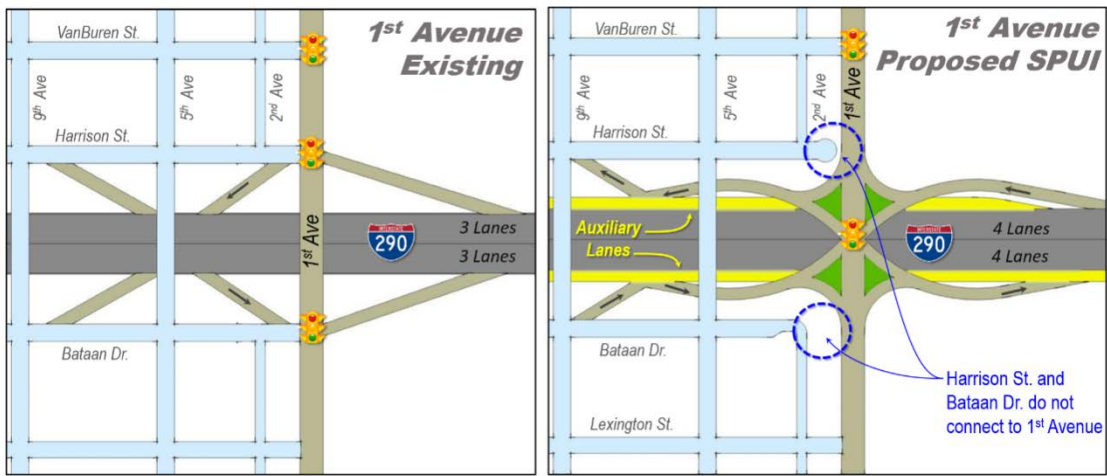 VanBuren St.
1st Avenue
Existing
9th Ave
5th Ave
2nd Ave
Harrison St.
1st Ave
INTERSTATE
290
3 Lanes
3 Lanes
Bataan Dr.
VanBuren St.
1st Avenue
Proposed SPUI
9th Ave
5th Ave
2nd Ave
1st Ave
Harrison St.
Auxiliary
Lanes
INTERSTATE
290
4 Lanes
4 Lanes
Bataan Dr.
Harrison St. and
Bataan Dr. do not
connect to 1st Avenue
Lexington St.